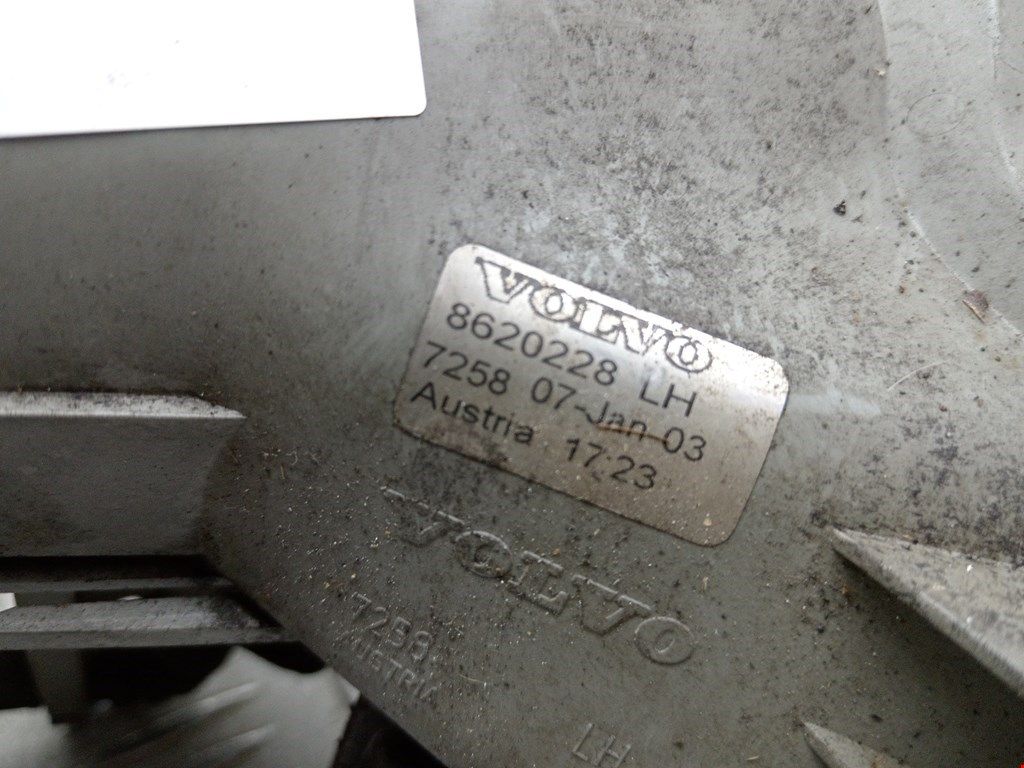 VOLVO
8620228 LH
7258 07-Jan-03
Austria 17:23
VOLVO
7258
AUSTRIA
LH